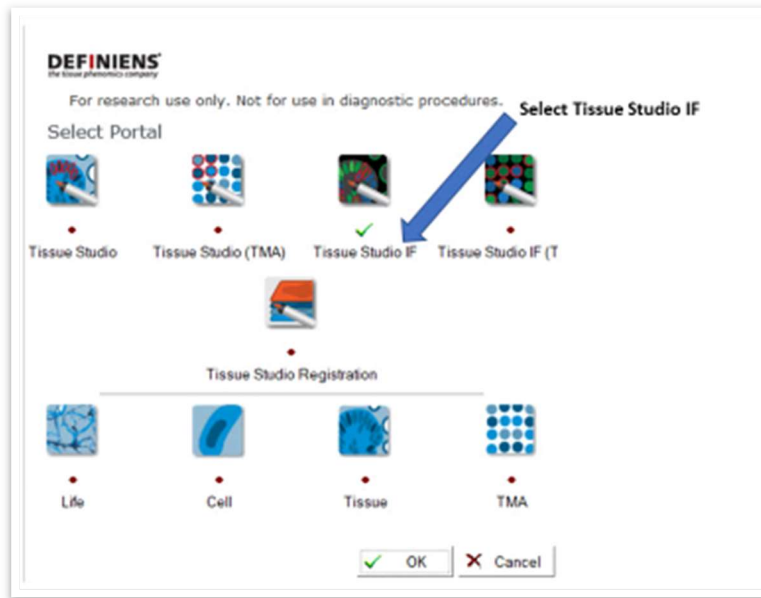 DEFINIENS
the tissue phenomics company
For research use only. Not for use in diagnostic procedures.
Select Tissue Studio IF
Select Portal
Tissue Studio
Tissue Studio (TMA)
Tissue Studio IF
Tissue Studio IF (T
Tissue Studio Registration
Life
Cell
Tissue
TMA
OK
Cancel